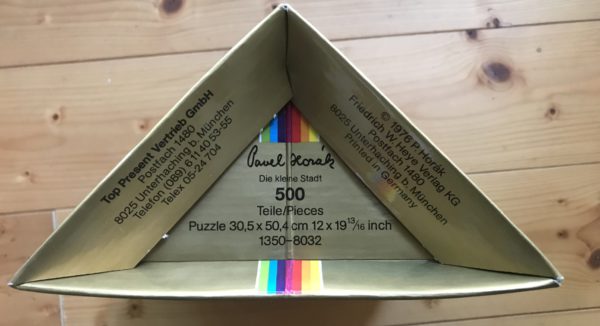 Top Present Vertrieb GmbH
Postfach 1480
8025 Unterhaching b. München
Telefon (089) 6 11 40 53-55
Telex 05-24 704
© 1976 P. Horák
Friedrich W. Heye Verlag KG
Postfach 1480
8025 Unterhaching b. München
Printed in Germany
Pavel Horák
Die kleine Stadt
500
Teile/Pieces
Puzzle 30,5 x 50,4 cm 12 x 19 13/16 inch
1350-8032